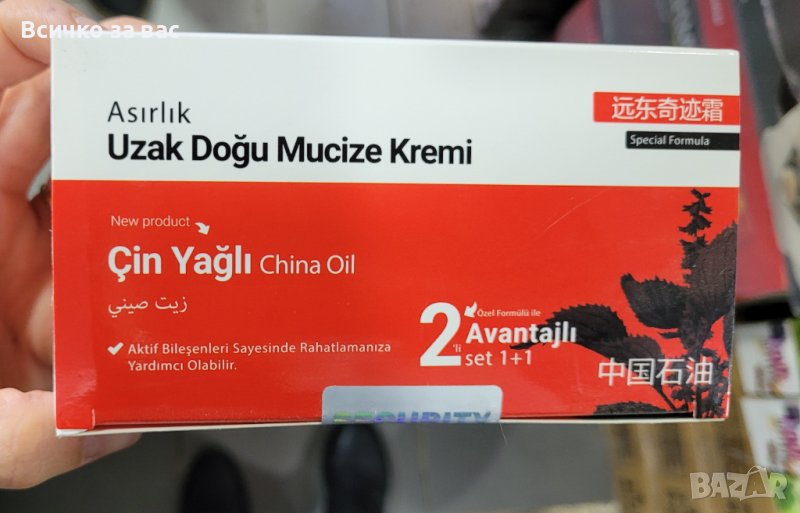 Всичко за вас
Asırlık
Uzak Doğu Mucize Kremi
远东奇迹霜
Special Formula
New product
Çin Yağlı China Oil
زيت صيني
Aktif Bileşenleri Sayesinde Rahatlamanıza
Yardımcı Olabilir.
Özel Formülü ile
2'li Avantajlı
set 1+1
中国石油
SECURITY
BAZAR